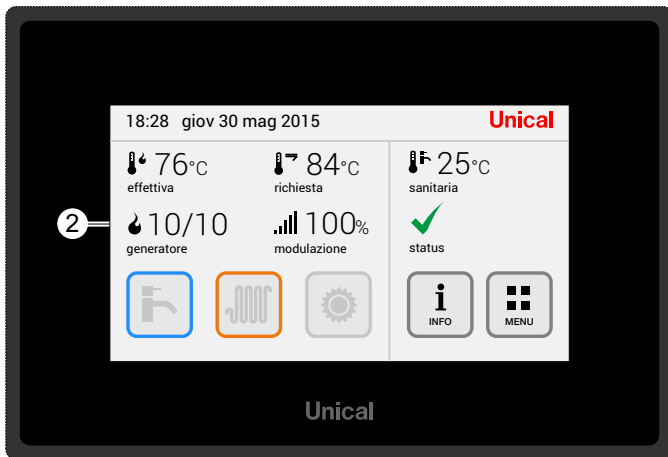 18:28 giov 30 mag 2015 Unical
76°C 84°C 25°C
effettiva richiesta sanitaria
2
10/10 100%
generatore modulazione status
i
INFO MENU
Unical